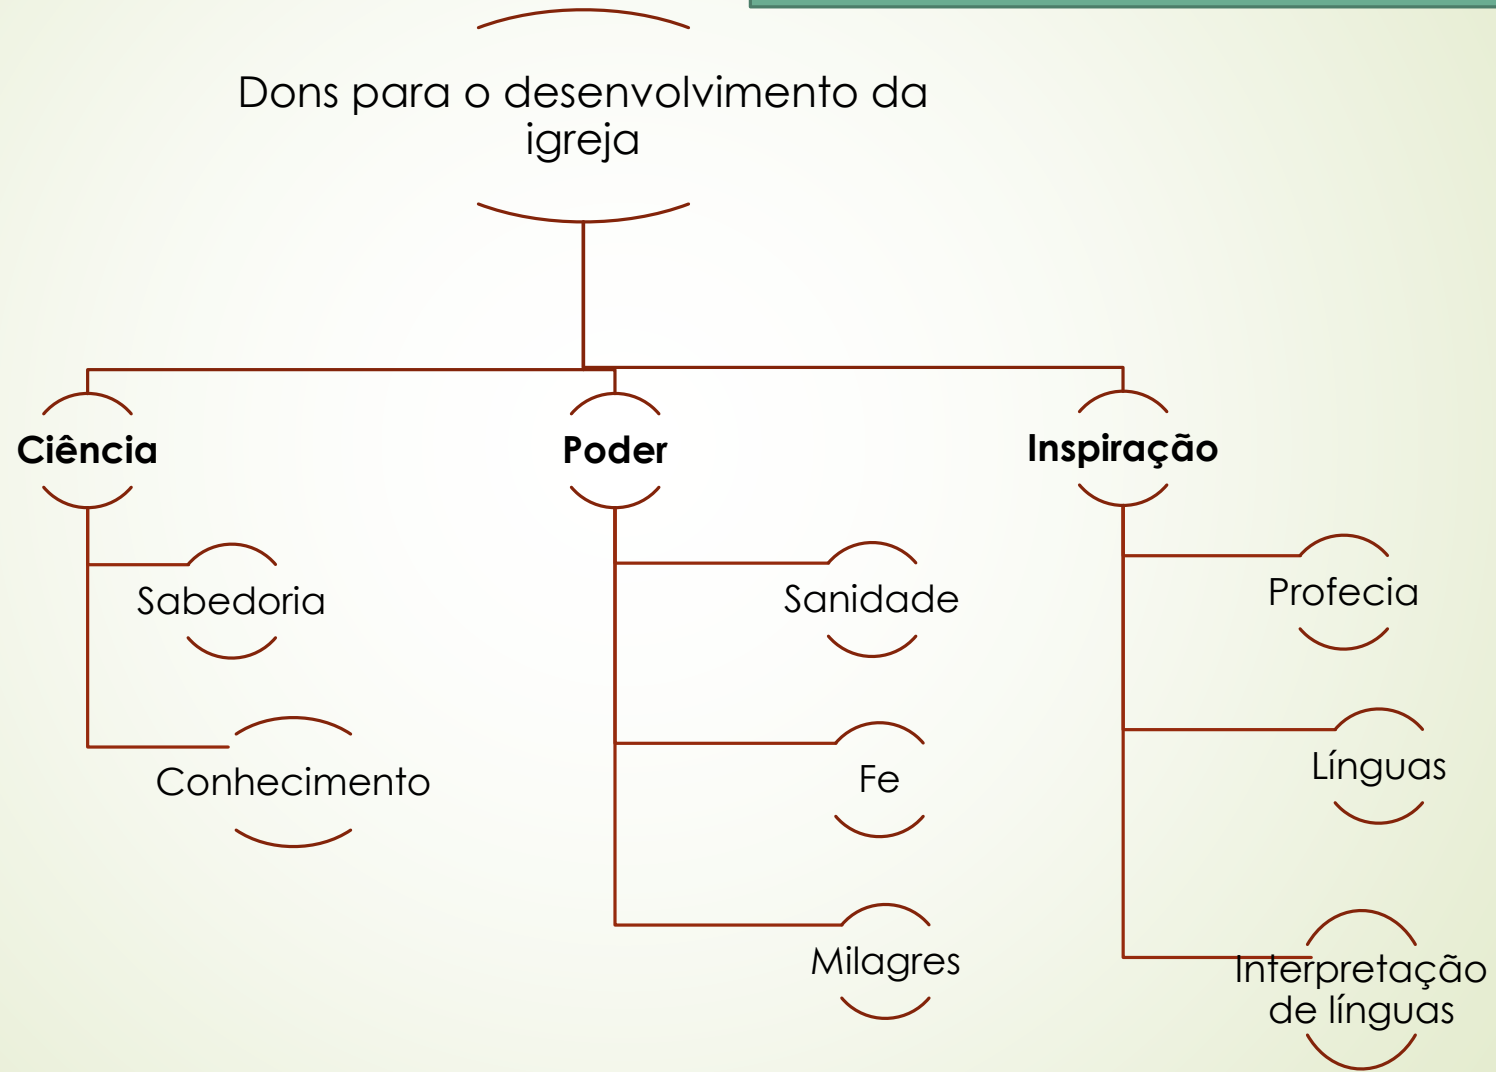 Dons para o desenvolvimento da
igreja
Ciência
Poder
Inspiração
Sabedoria
Conhecimento
Sanidade
Fe
Milagres
Profecia
Línguas
Interpretação
de línguas